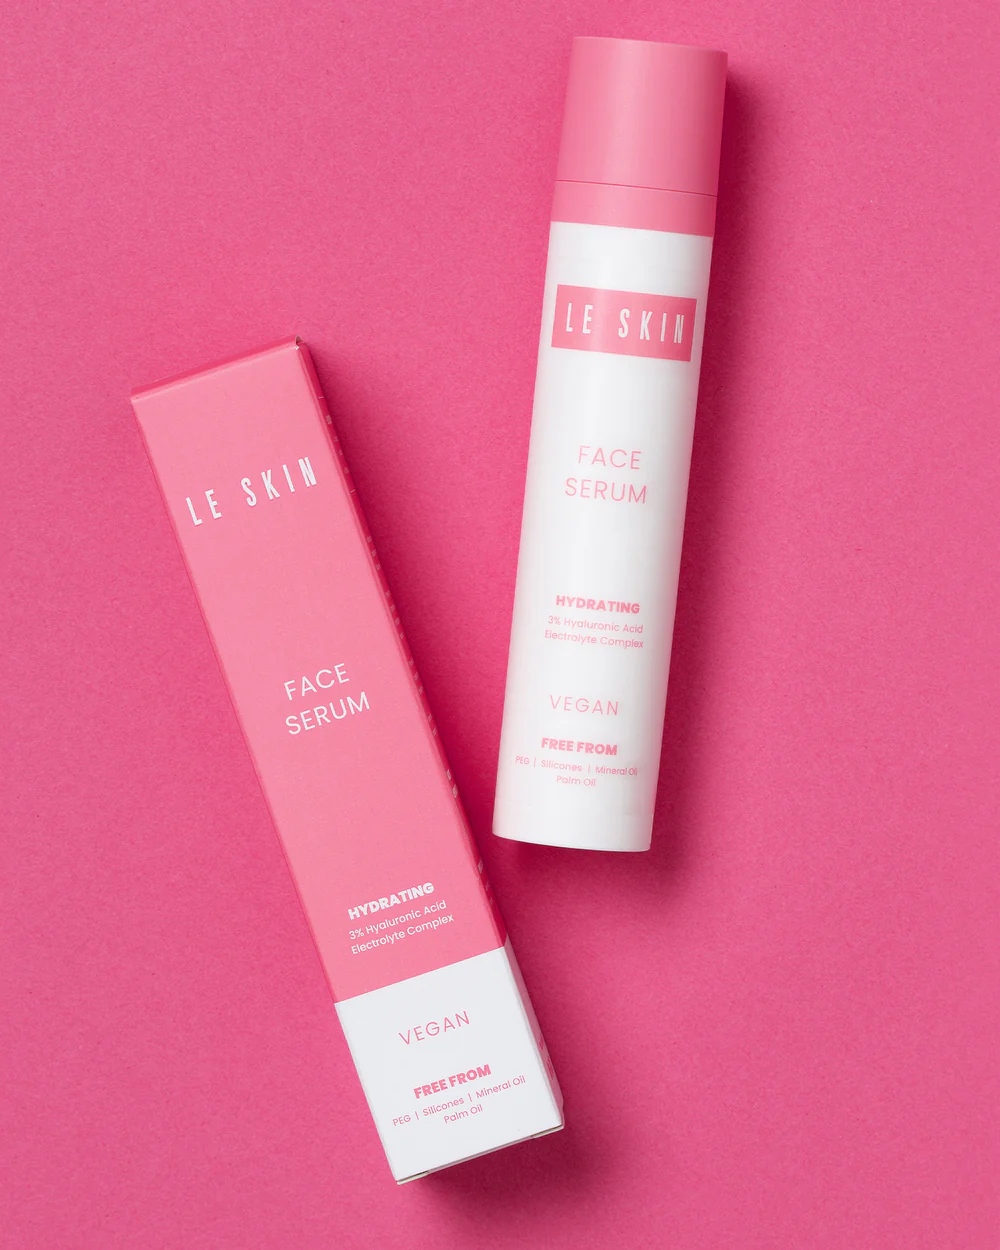 LE SKIN
FACE
SERUM
HYDRATING
3% Hyaluronic Acid
Electrolyte Complex
VEGAN
FREE FROM
PEG | Silicones | Mineral Oil
Palm Oil
LE SKIN
FACE
SERUM
HYDRATING
3% Hyaluronic Acid
Electrolyte Complex
VEGAN
FREE FROM
PEG | Silicones | Mineral Oil
Palm Oil